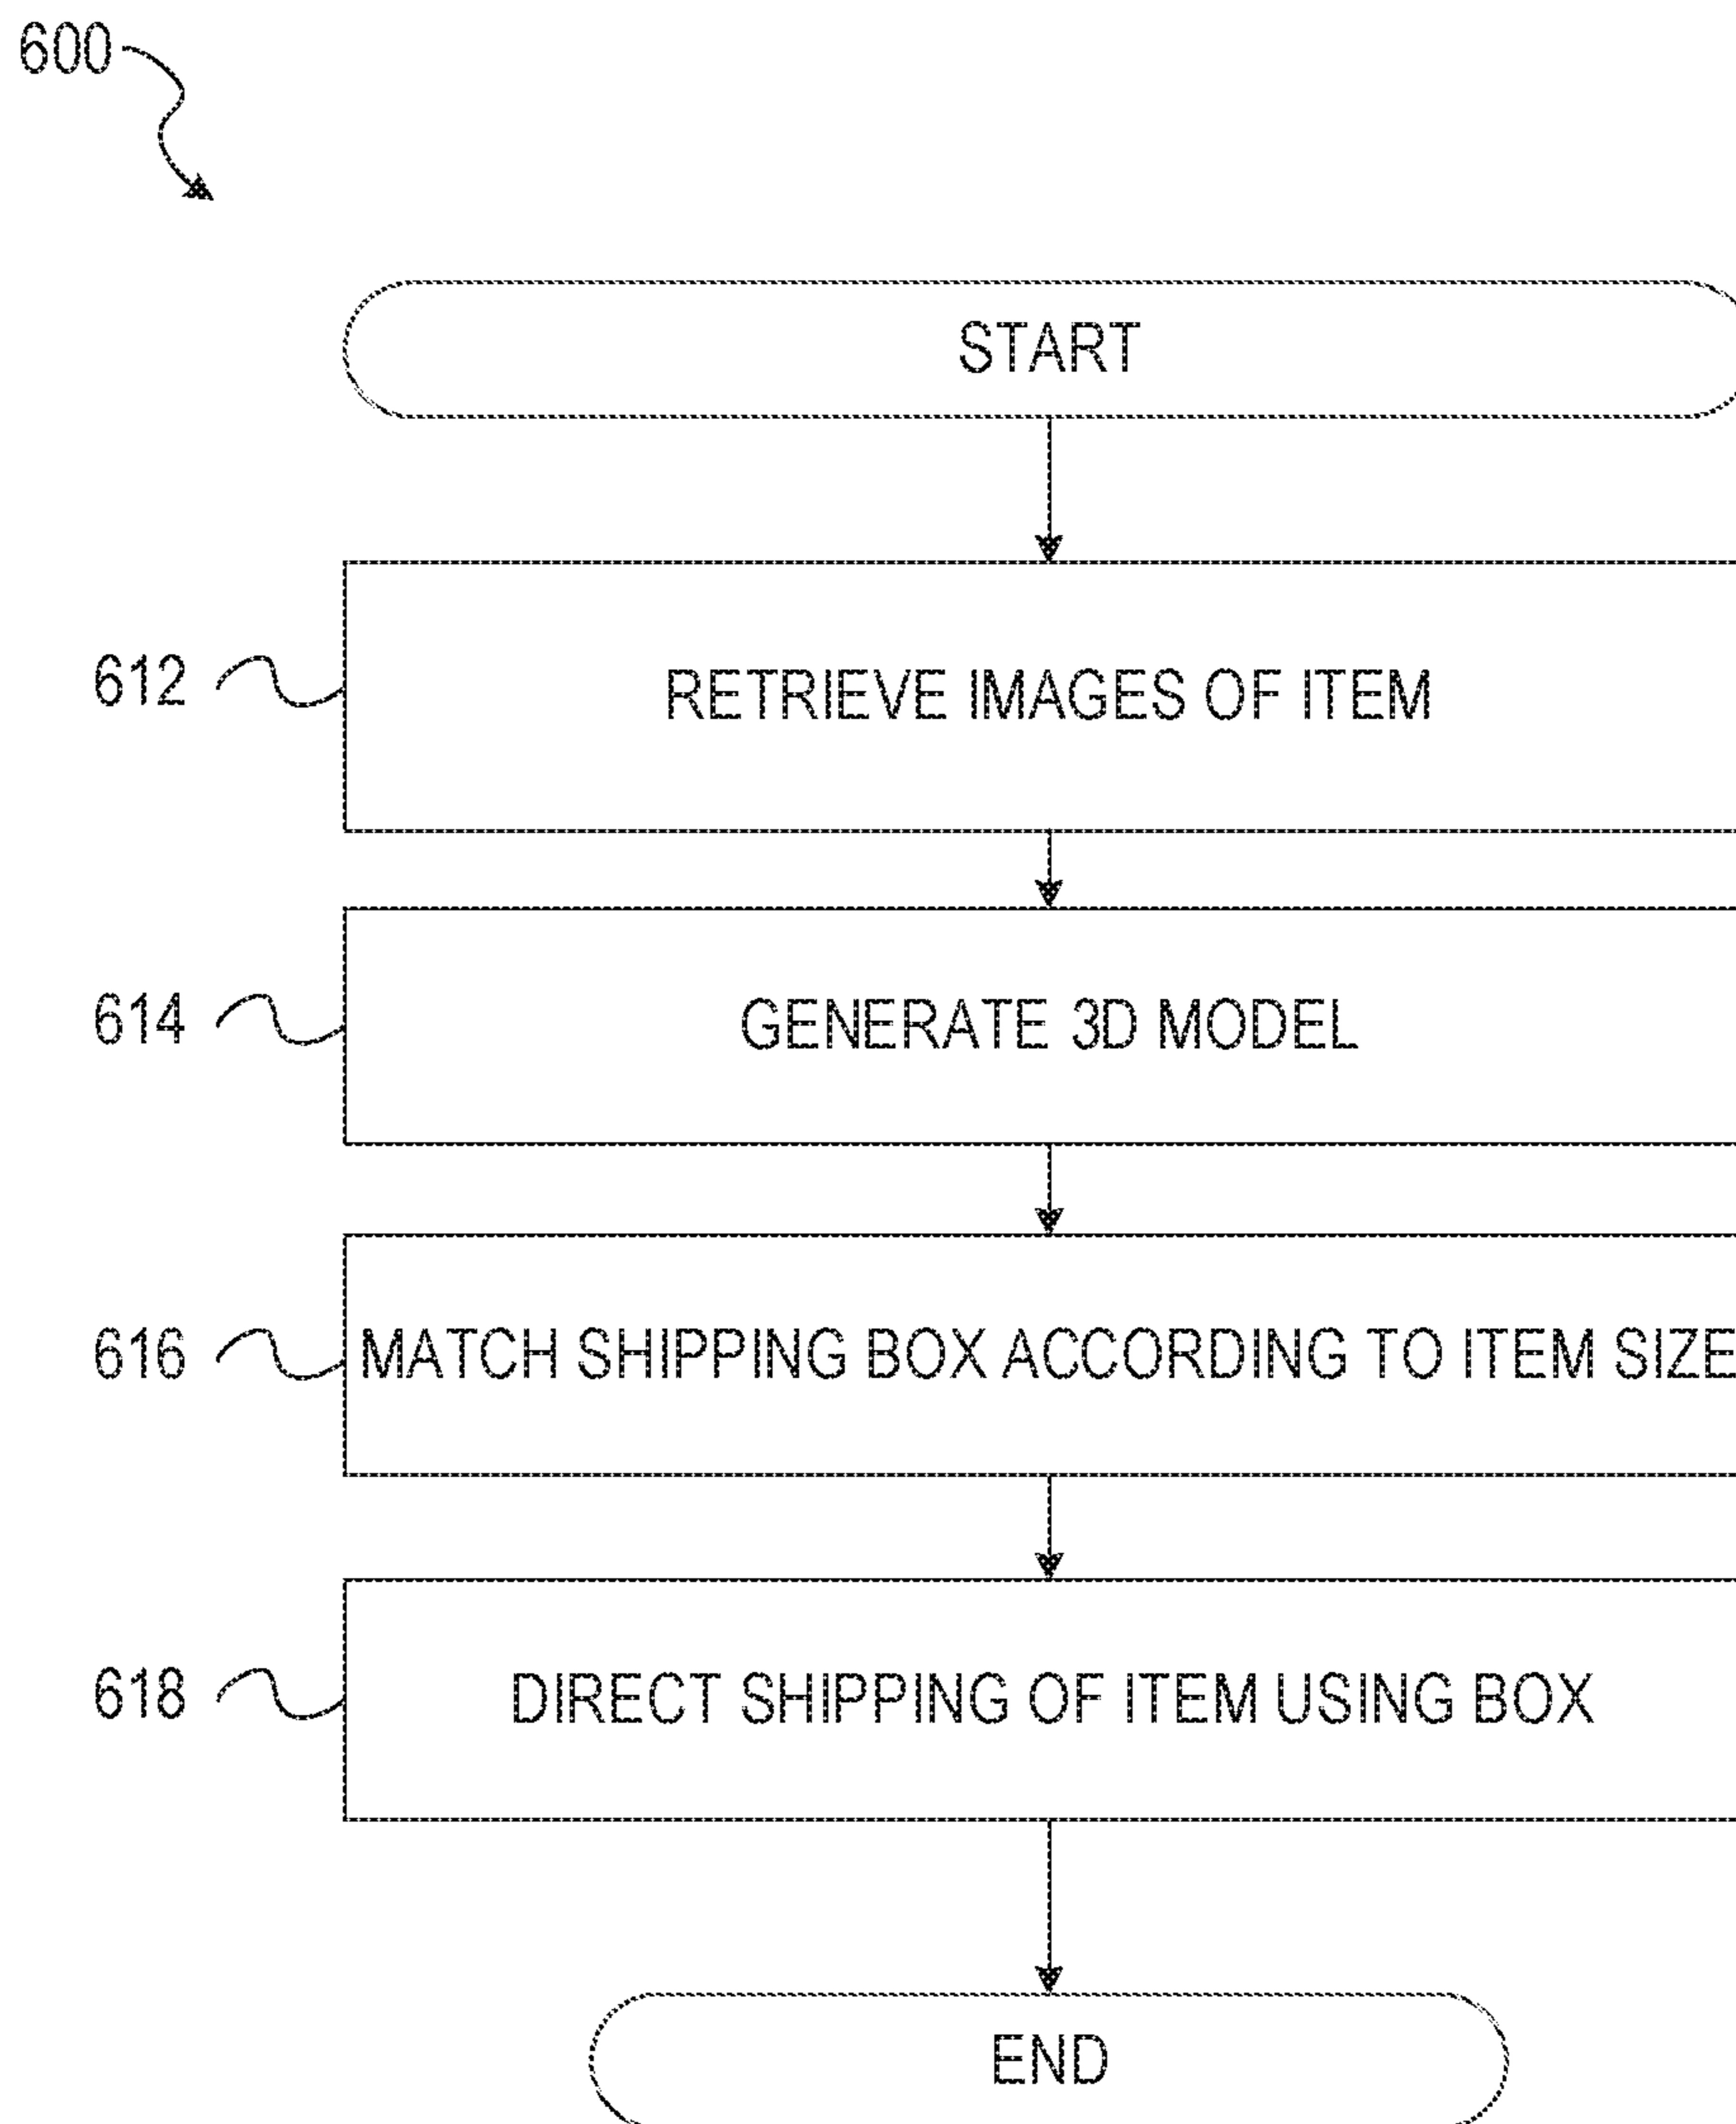 600
START
612
RETRIEVE IMAGES OF ITEM
614
GENERATE 3D MODEL
616
MATCH SHIPPING BOX ACCORDING TO ITEM SIZE
618
DIRECT SHIPPING OF ITEM USING BOX
END